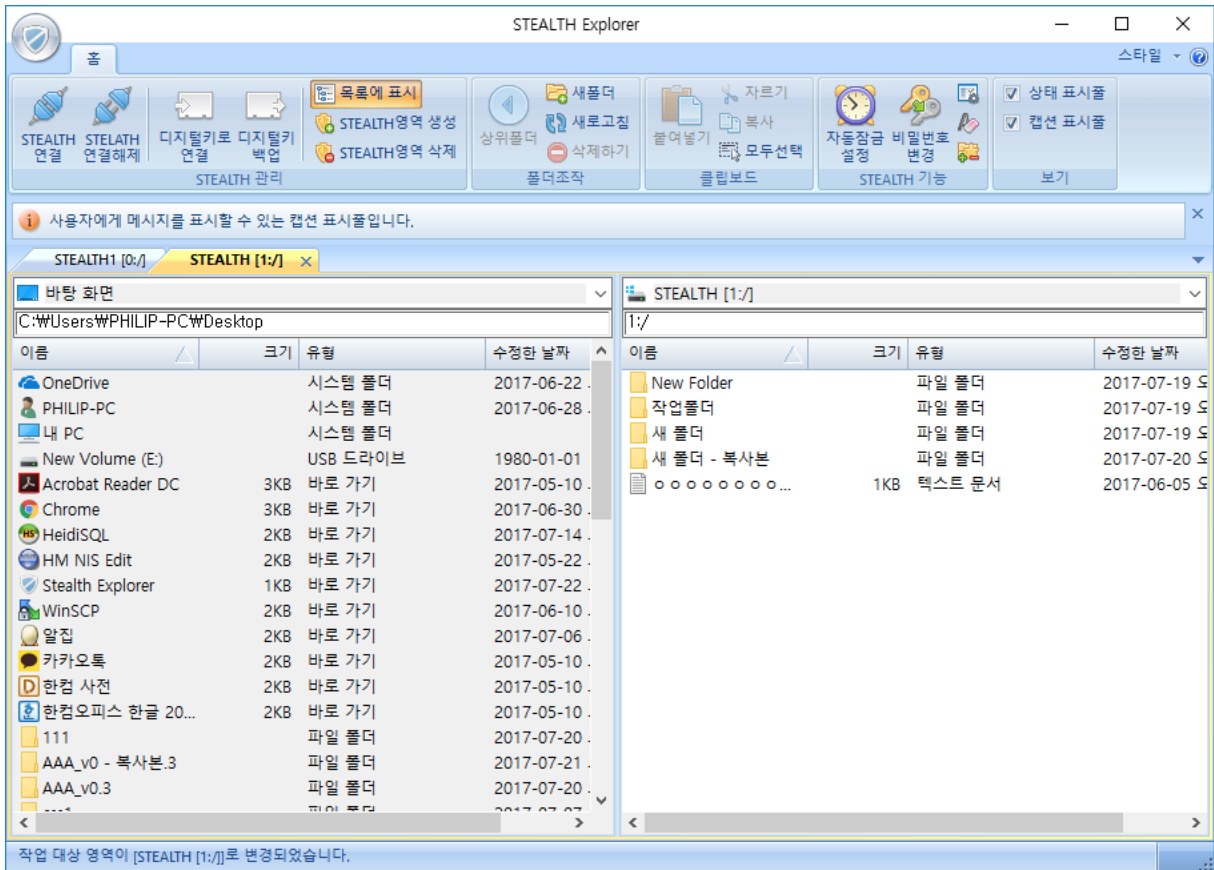 STEALTH Explorer
홈
스타일
STEALTH 연결
STELATH 연결해제
디지털키로 연결
디지털키 백업
목록에 표시
STEALTH영역 생성
STEALTH영역 삭제
STEALTH 관리
상위폴더
새폴더
새로고침
삭제하기
폴더조작
붙여넣기
자르기
복사
모두선택
클립보드
자동잠금 설정
비밀번호 변경
STEALTH 기능
상태 표시줄
캡션 표시줄
보기
사용자에게 메시지를 표시할 수 있는 캡션 표시줄입니다.
STEALTH1 [0:/]
STEALTH [1:/]
바탕 화면
C:₩Users₩PHILIP-PC₩Desktop
이름 크기 유형 수정한 날짜
OneDrive 시스템 폴더 2017-06-22
PHILIP-PC 시스템 폴더 2017-06-28
내 PC 시스템 폴더
New Volume (E:) USB 드라이브 1980-01-01
Acrobat Reader DC 3KB 바로 가기 2017-05-10
Chrome 3KB 바로 가기 2017-06-30
HeidiSQL 2KB 바로 가기 2017-07-14
HM NIS Edit 2KB 바로 가기 2017-05-22
Stealth Explorer 1KB 바로 가기 2017-07-22
WinSCP 2KB 바로 가기 2017-06-10
알집 2KB 바로 가기 2017-07-06
카카오톡 2KB 바로 가기 2017-05-10
한컴 사전 2KB 바로 가기 2017-05-10
한컴오피스 한글 20... 2KB 바로 가기 2017-05-10
111 파일 폴더 2017-07-20
AAA_v0 - 복사본.3 파일 폴더 2017-07-21
AAA_v0.3 파일 폴더 2017-07-20
STEALTH [1:/]
1:/
이름 크기 유형 수정한 날짜
New Folder 파일 폴더 2017-07-19 오
작업폴더 파일 폴더 2017-07-19 오
새 폴더 파일 폴더 2017-07-19 오
새 폴더 - 복사본 파일 폴더 2017-07-20 오
ㅇㅇㅇㅇㅇㅇㅇㅇ... 1KB 텍스트 문서 2017-06-05 오
작업 대상 영역이 [STEALTH [1:/]]로 변경되었습니다.